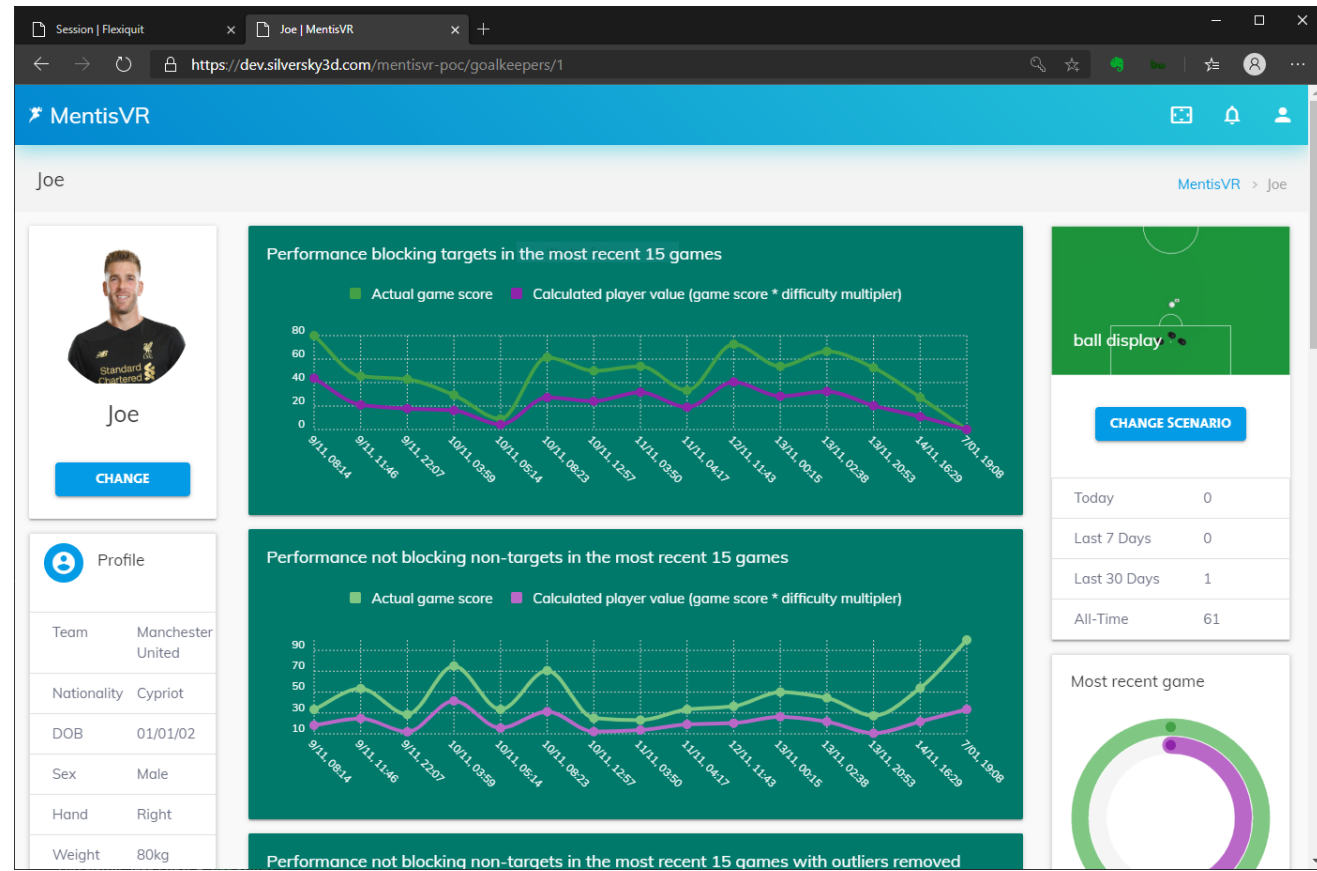 Session | Flexiquit
Joe | MentisVR
https://dev.silversky3d.com/mentisvr-poc/goalkeepers/1
MentisVR
Joe
MentisVR > Joe
Standard
Chartered
Joe
CHANGE
Profile
Team Manchester
United
Nationality Cypriot
DOB 01/01/02
Sex Male
Hand Right
Weight 80kg
Performance blocking targets in the most recent 15 games
Actual game score Calculated player value (game score * difficulty multipler)
80
60
40
20
0
9/11, 08:14
9/11, 11:46
9/11, 22:07
10/11, 03:59
10/11, 05:14
10/11, 08:23
10/11, 12:57
11/11, 03:50
11/11, 04:17
12/11, 11:43
13/11, 00:15
13/11, 02:38
13/11, 20:53
14/11, 16:29
7/01, 19:08
Performance not blocking non-targets in the most recent 15 games
Actual game score Calculated player value (game score * difficulty multipler)
90
70
50
30
10
9/11, 08:14
9/11, 11:46
9/11, 22:07
10/11, 03:59
10/11, 05:14
10/11, 08:23
10/11, 12:57
11/11, 03:50
11/11, 04:17
12/11, 11:43
13/11, 00:15
13/11, 02:38
13/11, 20:53
14/11, 16:29
7/01, 19:08
Performance not blocking non-targets in the most recent 15 games with outliers removed
ball display
CHANGE SCENARIO
Today 0
Last 7 Days 0
Last 30 Days 1
All-Time 61
Most recent game